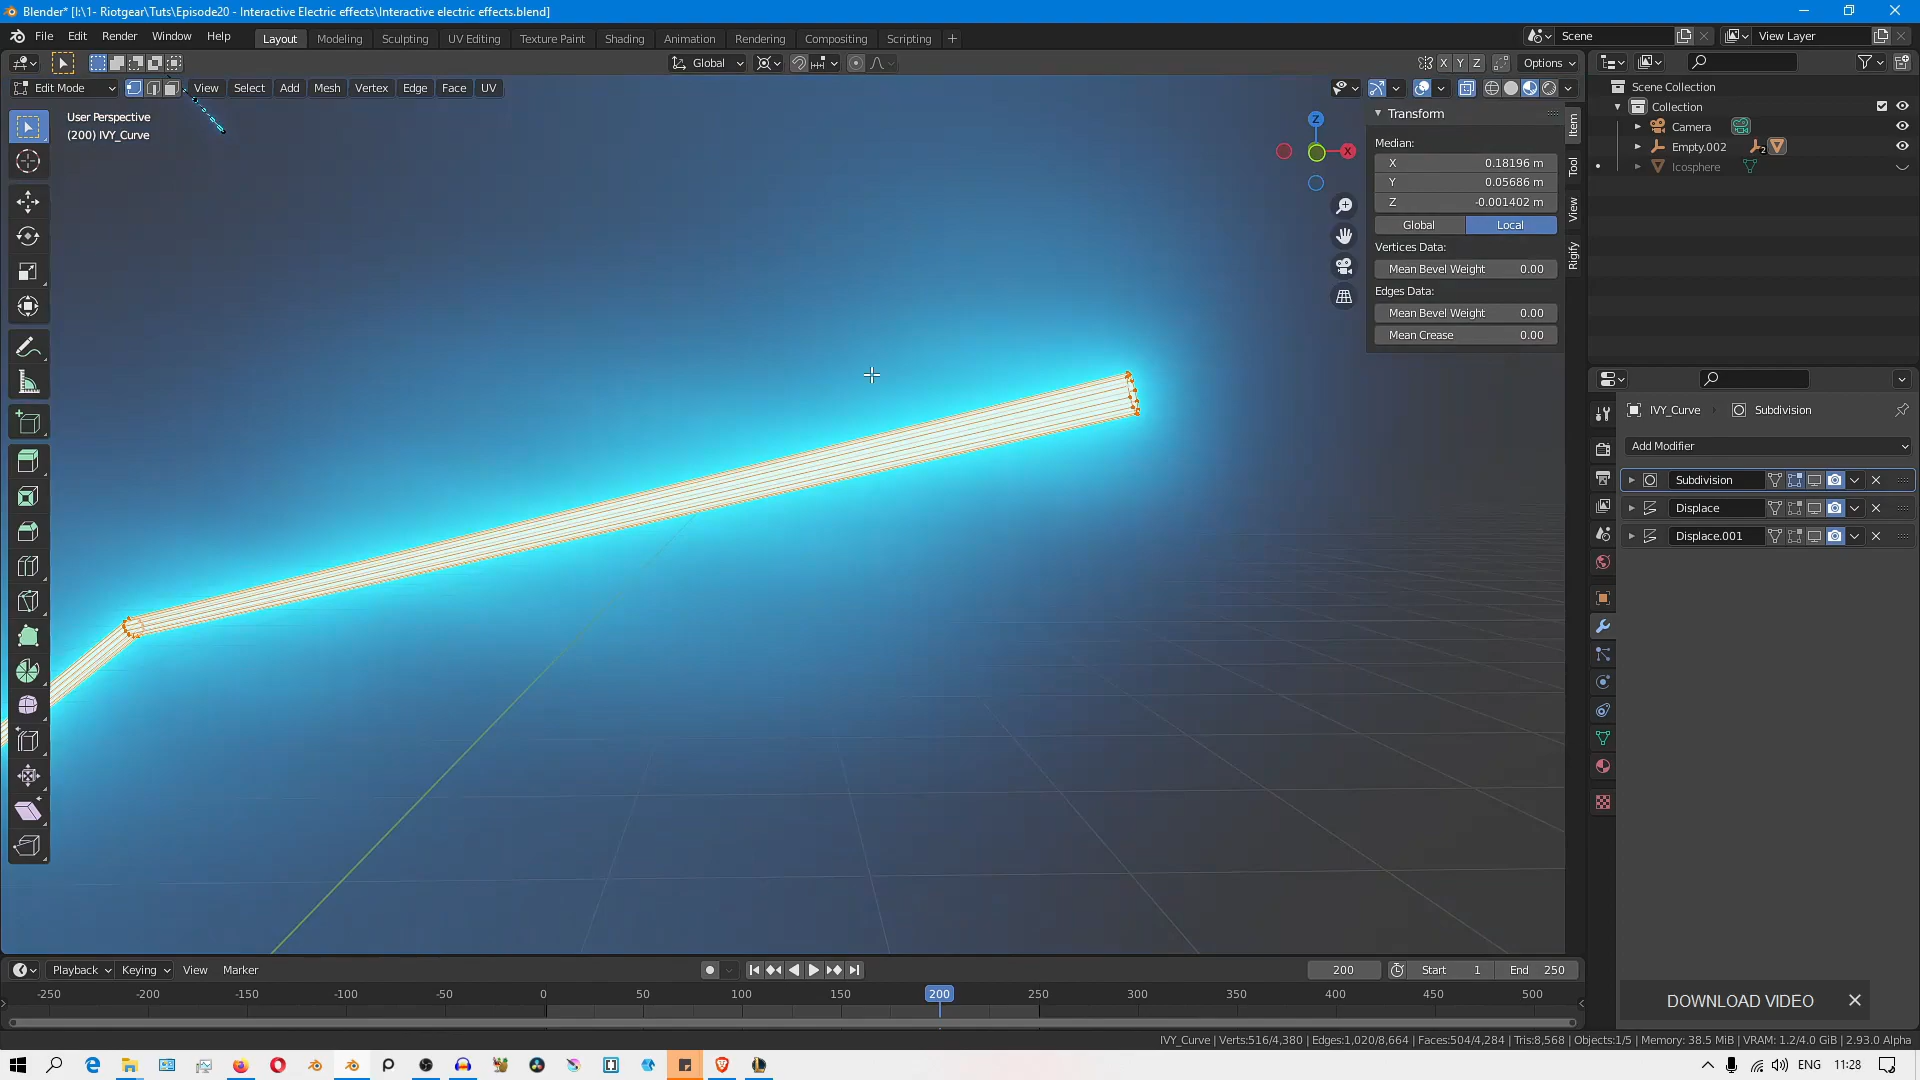 Blender* [I:\1- Riotgear\Tuts\Episode20 - Interactive Electric effects\Interactive electric effects.blend]
File Edit Render Window Help
Layout Modeling Sculpting UV Editing Texture Paint Shading Animation Rendering Compositing Scripting
Scene
View Layer
Global
X Y Z
Options
Edit Mode
View Select Add Mesh Vertex Edge Face UV
User Perspective
(200) IVY_Curve
Z
X
Transform
Median:
X 0.18196 m
Y 0.05686 m
Z -0.001402 m
Global Local
Vertices Data:
Mean Bevel Weight 0.00
Edges Data:
Mean Bevel Weight 0.00
Mean Crease 0.00
Item
Tool
View
Rigify
Scene Collection
Collection
Camera
Empty.002
2
Icosphere
IVY_Curve
Subdivision
Add Modifier
Subdivision
Displace
Displace.001
Playback Keying View Marker
200
Start 1
End 250
-250 -200 -150 -100 -50 0 50 100 150 200 250 300 350 400 450 500
DOWNLOAD VIDEO
IVY_Curve | Verts:516/4,380 | Edges:1,020/8,664 | Faces:504/4,284 | Tris:8,568 | Objects:1/5 | Memory: 38.5 MiB | VRAM: 1.2/4.0 GiB | 2.93.0 Alpha
ENG
11:28